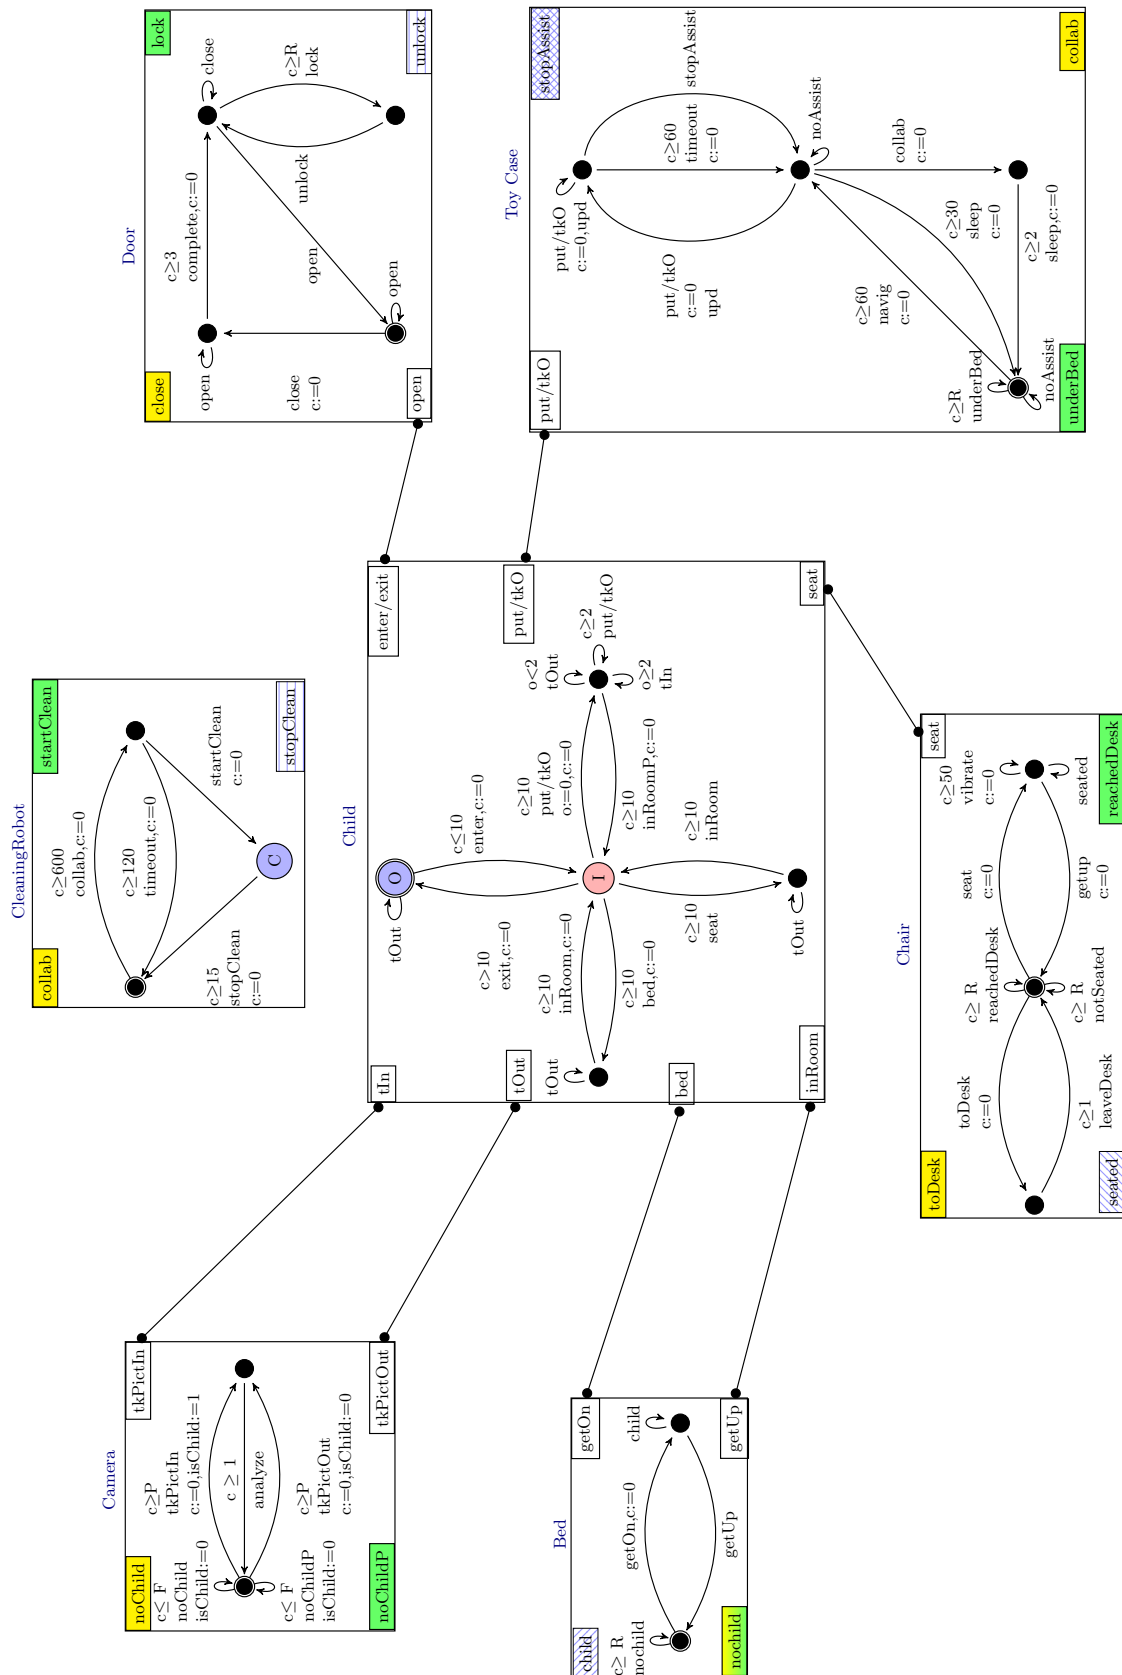 CleaningRobot
collab
startClean
stopClean
c≥600
collab,c:=0
c≥120
timeout,c:=0
startClean
c:=0
c≥15
stopClean
c:=0
C
Door
close
lock
open
unlock
open
c≥3
complete,c:=0
close
c≥R
lock
unlock
open
close
c:=0
open
Camera
noChild
tkPictIn
noChildP
tkPictOut
c≤ F
noChild
isChild:=0
c≥P
tkPictIn
c:=0,isChild:=1
c ≥ 1
analyze
c≤ F
noChildP
isChild:=0
c≥P
tkPictOut
c:=0,isChild:=0
Child
tIn
tOut
bed
inRoom
enter/exit
put/tkO
seat
tOut
O
c≤10
enter,c:=0
c>10
exit,c:=0
I
c≥10
put/tkO
o:=0,c:=0
c≥10
inRoomP,c:=0
o<2
tOut
c≥2
put/tkO
o≥2
tIn
c≥10
inRoom,c:=0
c≥10
bed,c:=0
tOut
c≥10
seat
c≥10
inRoom
tOut
Toy Case
put/tkO
stopAssist
underBed
collab
put/tkO
c:=0,upd
put/tkO
c:=0
upd
c≥60
timeout
c:=0
stopAssist
noAssist
c≥60
navig
c:=0
c≥30
sleep
c:=0
collab
c:=0
c≥2
sleep,c:=0
c≥R
underBed
noAssist
Bed
child
getOn
nochild
getUp
c≥ R
nochild
getOn,c:=0
getUp
child
Chair
toDesk
seat
seated
reachedDesk
toDesk
c:=0
c≥1
leaveDesk
c≥ R
reachedDesk
c≥ R
notSeated
seat
c:=0
getup
c:=0
c≥50
vibrate
c:=0
seated